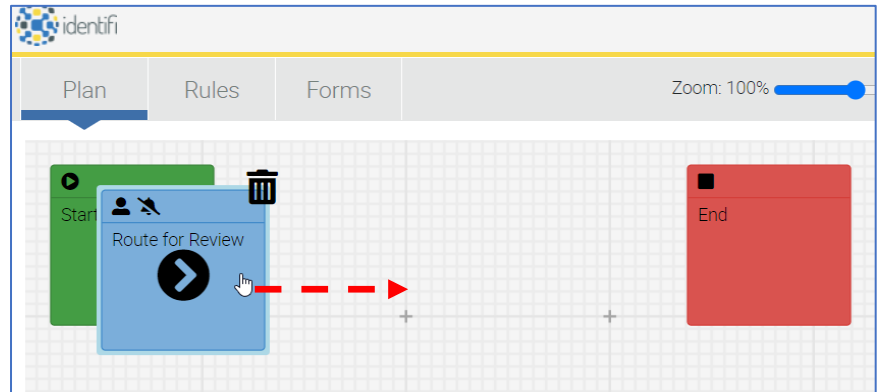 identifi
Plan Rules Forms Zoom: 100%
Start
Route for Review
End